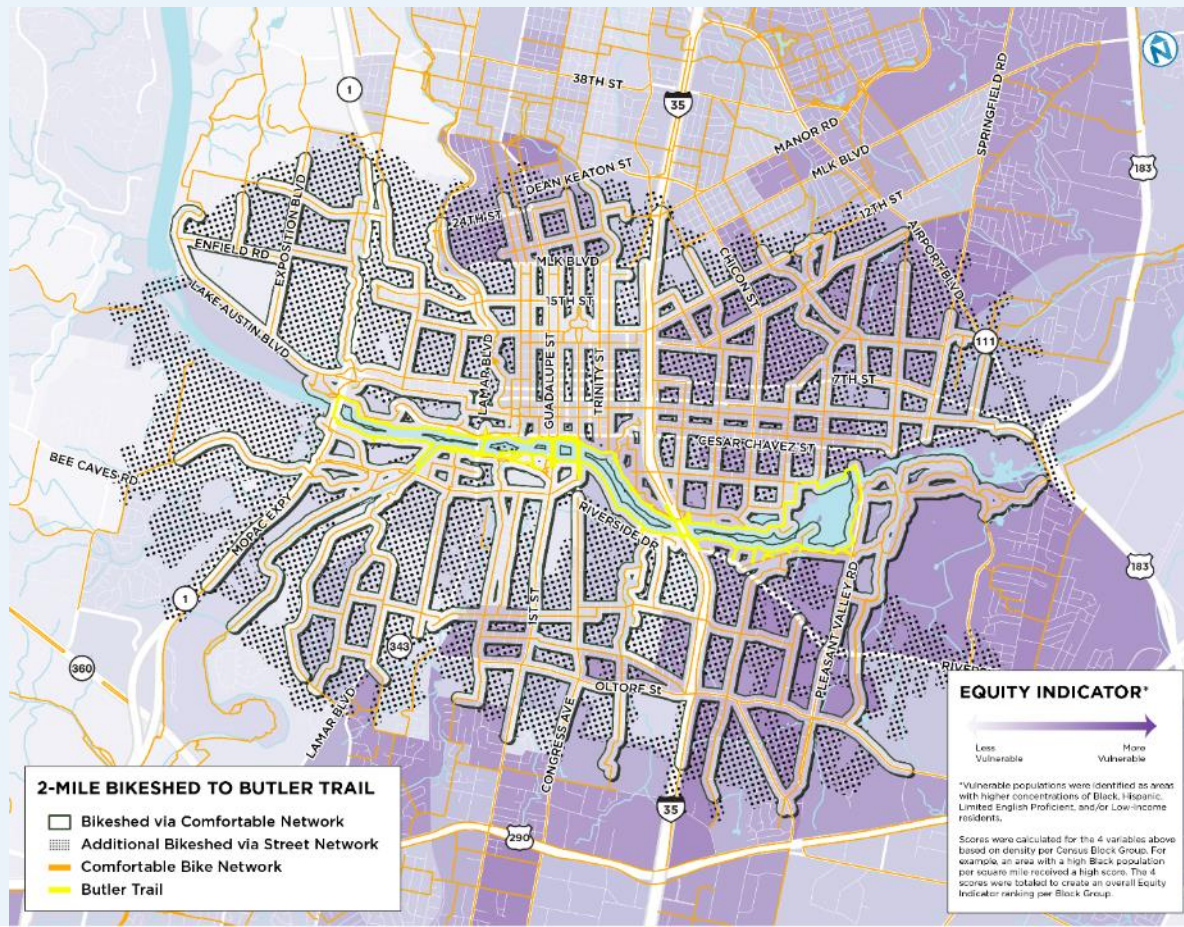 38TH ST
1
35
SPRINGFIELD RD
MANOR RD
MLK BLVD
183
DEAN KEATON ST
24TH ST
12TH ST
EXPOSITION BLVD
ENFIELD RD
AIRPORT BLVD
CHICON ST
MLK BLVD
LAKE AUSTIN BLVD
15TH ST
111
LAMAR BLVD
GUADALUPE ST
TRINITY ST
7TH ST
CESAR CHAVEZ ST
BEE CAVES RD
MOPAC EXPY
RIVERSIDE DR
183
1
1ST ST
PLEASANT VALLEY RD
343
360
OLTORF St
LAMAR BLVD
CONGRESS AVE
35
290
EQUITY INDICATOR*
Less
Vulnerable
More
Vulnerable
*Vulnerable populations were identified as areas
with higher concentrations of Black, Hispanic,
Limited English Proficient, and/or Low-Income
residents.
Scores were calculated for the 4 variables above
based on density per Census Block Group. For
example, an area with a high Black population
per square mile received a high score. The 4
scores were totaled to create an overall Equity
Indicator ranking per Block Group.
2-MILE BIKESHED TO BUTLER TRAIL
Bikeshed via Comfortable Network
Additional Bikeshed via Street Network
Comfortable Bike Network
Butler Trail